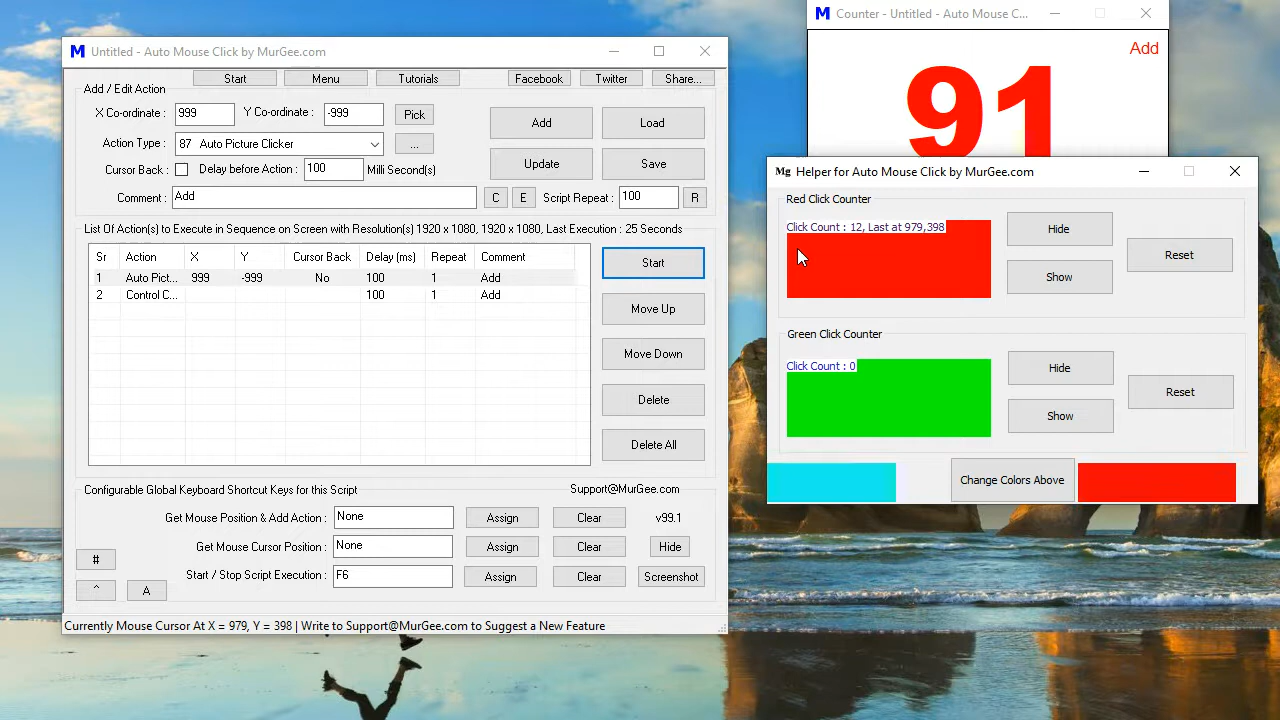 M Untitled - Auto Mouse Click by MurGee.com
Start Menu Tutorials Facebook Twitter Share...
Add / Edit Action
X Co-ordinate : 999 Y Co-ordinate : -999 Pick
Add Load
Action Type : 87 Auto Picture Clicker ...
Update Save
Cursor Back : Delay before Action : 100 Milli Second(s)
Comment : Add C E Script Repeat : 100 R
List Of Action(s) to Execute in Sequence on Screen with Resolution(s) 1920 x 1080, 1920 x 1080, Last Execution : 25 Seconds
Sr Action X Y Cursor Back Delay (ms) Repeat Comment
1 Auto Pict... 999 -999 No 100 1 Add
2 Control C... 100 1 Add
Start
Move Up
Move Down
Delete
Delete All
Configurable Global Keyboard Shortcut Keys for this Script Support@MurGee.com
Get Mouse Position & Add Action : None Assign Clear v99.1
Get Mouse Cursor Position : None Assign Clear Hide
Start / Stop Script Execution : F6 Assign Clear Screenshot
#
^ A
Currently Mouse Cursor At X = 979, Y = 398 | Write to Support@MurGee.com to Suggest a New Feature
M Counter - Untitled - Auto Mouse C...
Add
91
Mg Helper for Auto Mouse Click by MurGee.com
Red Click Counter
Click Count : 12, Last at 979,398
Hide
Show
Reset
Green Click Counter
Click Count : 0
Hide
Show
Reset
Change Colors Above